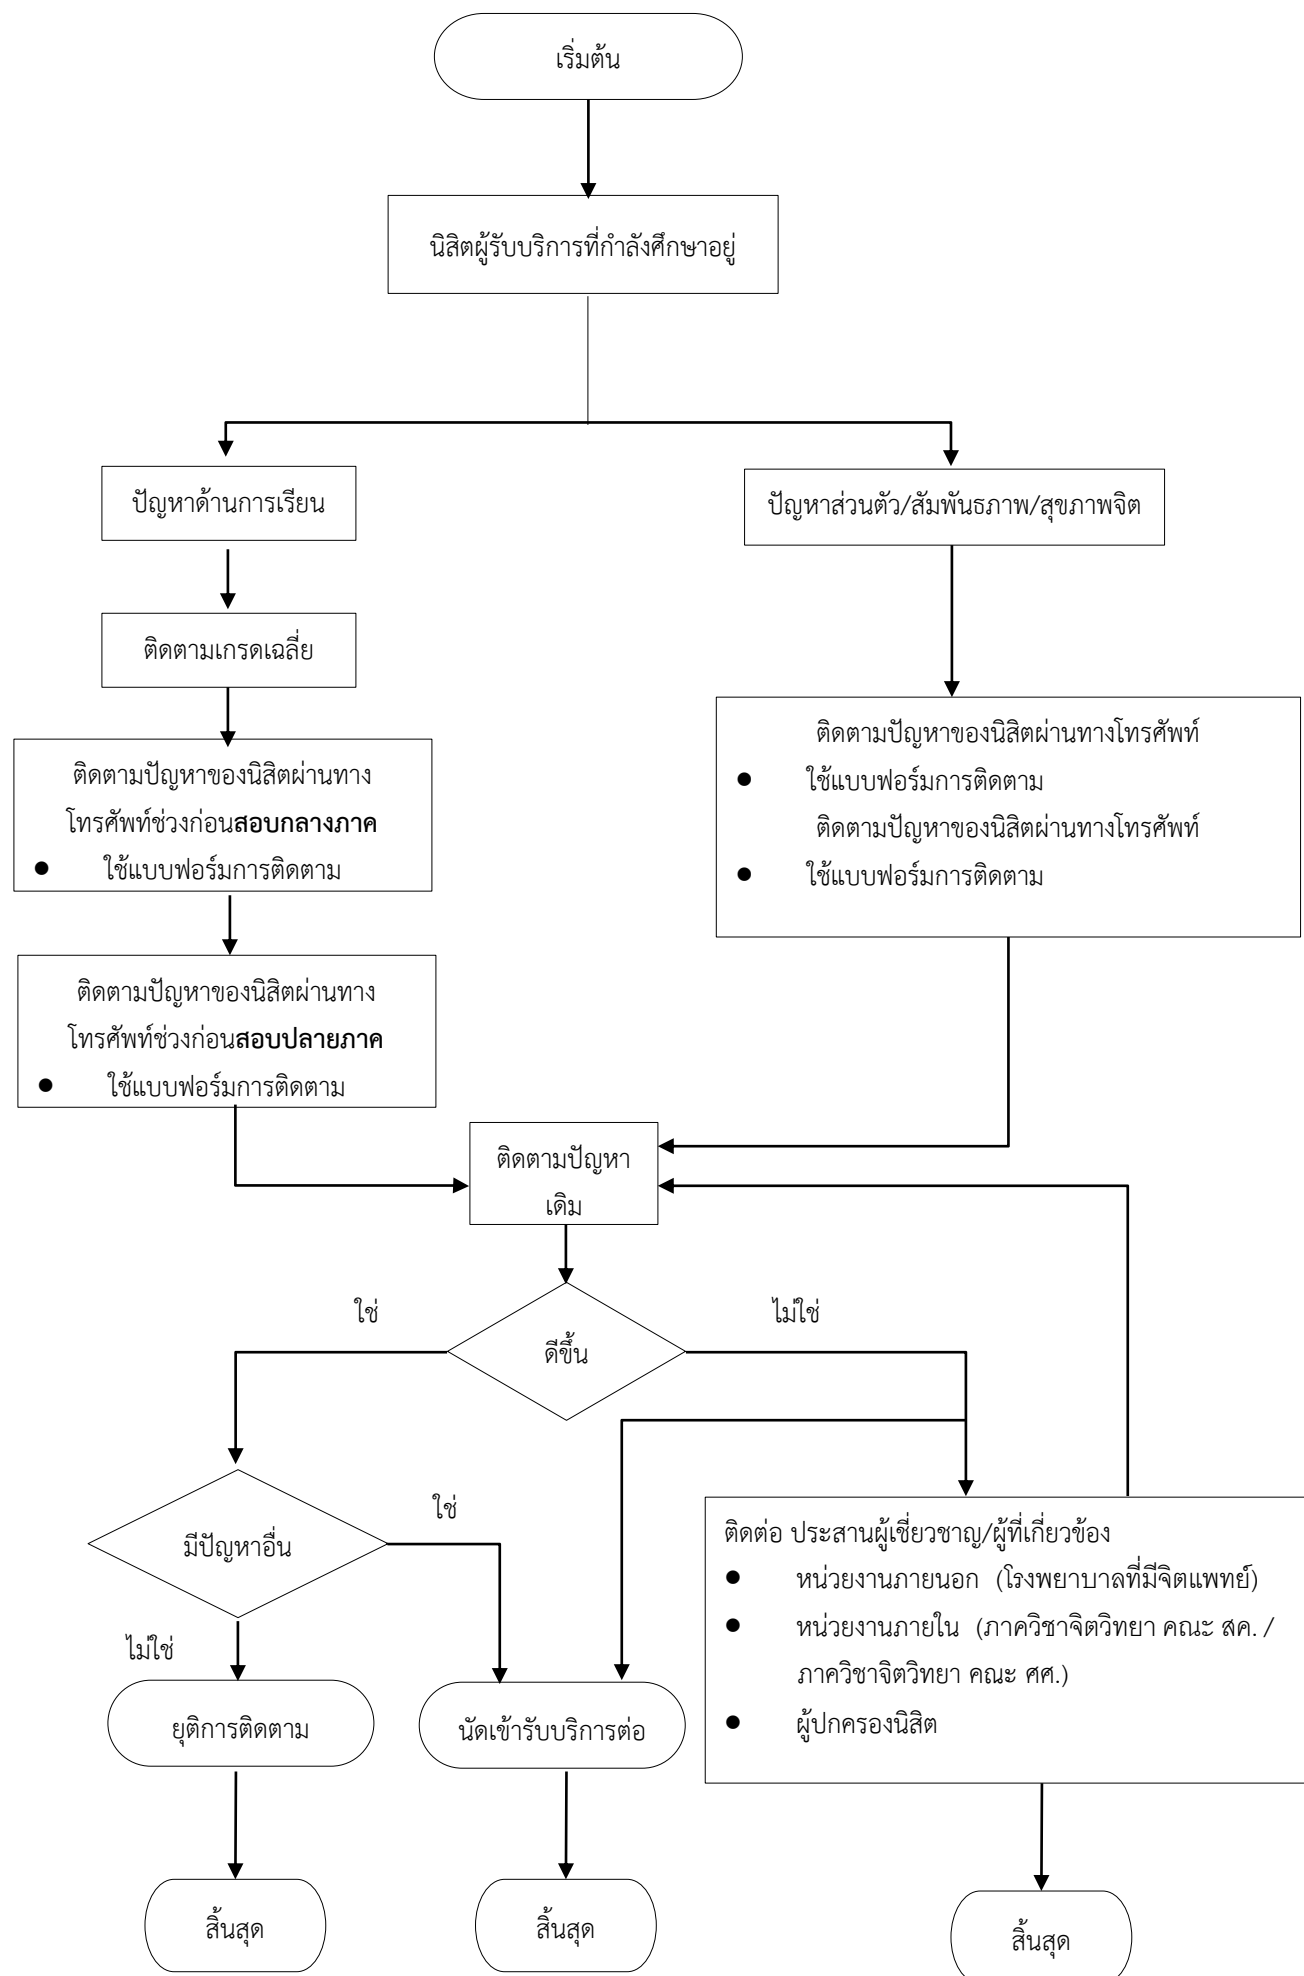 เริ่มต้น
นิสิตผู้รับบริการที่กำลังศึกษาอยู่
ปัญหาด้านการเรียน
ปัญหาส่วนตัว/สัมพันธภาพ/สุขภาพจิต
ติดตามเกรดเฉลี่ย
ติดตามปัญหาของนิสิตผ่านทาง
โทรศัพท์ช่วงก่อนสอบกลางภาค
● ใช้แบบฟอร์มการติดตาม
ติดตามปัญหาของนิสิตผ่านทางโทรศัพท์
● ใช้แบบฟอร์มการติดตาม
ติดตามปัญหาของนิสิตผ่านทางโทรศัพท์
● ใช้แบบฟอร์มการติดตาม
ติดตามปัญหาของนิสิตผ่านทาง
โทรศัพท์ช่วงก่อนสอบปลายภาค
● ใช้แบบฟอร์มการติดตาม
ติดตามปัญหา
เดิม
ใช่
ไม่ใช่
ดีขึ้น
ใช่
มีปัญหาอื่น
ไม่ใช่
ติดต่อ ประสานผู้เชี่ยวชาญ/ผู้ที่เกี่ยวข้อง
● หน่วยงานภายนอก (โรงพยาบาลที่มีจิตแพทย์)
● หน่วยงานภายใน (ภาควิชาจิตวิทยา คณะ สค. /
ภาควิชาจิตวิทยา คณะ ศศ.)
● ผู้ปกครองนิสิต
ยุติการติดตาม
นัดเข้ารับบริการต่อ
สิ้นสุด
สิ้นสุด
สิ้นสุด